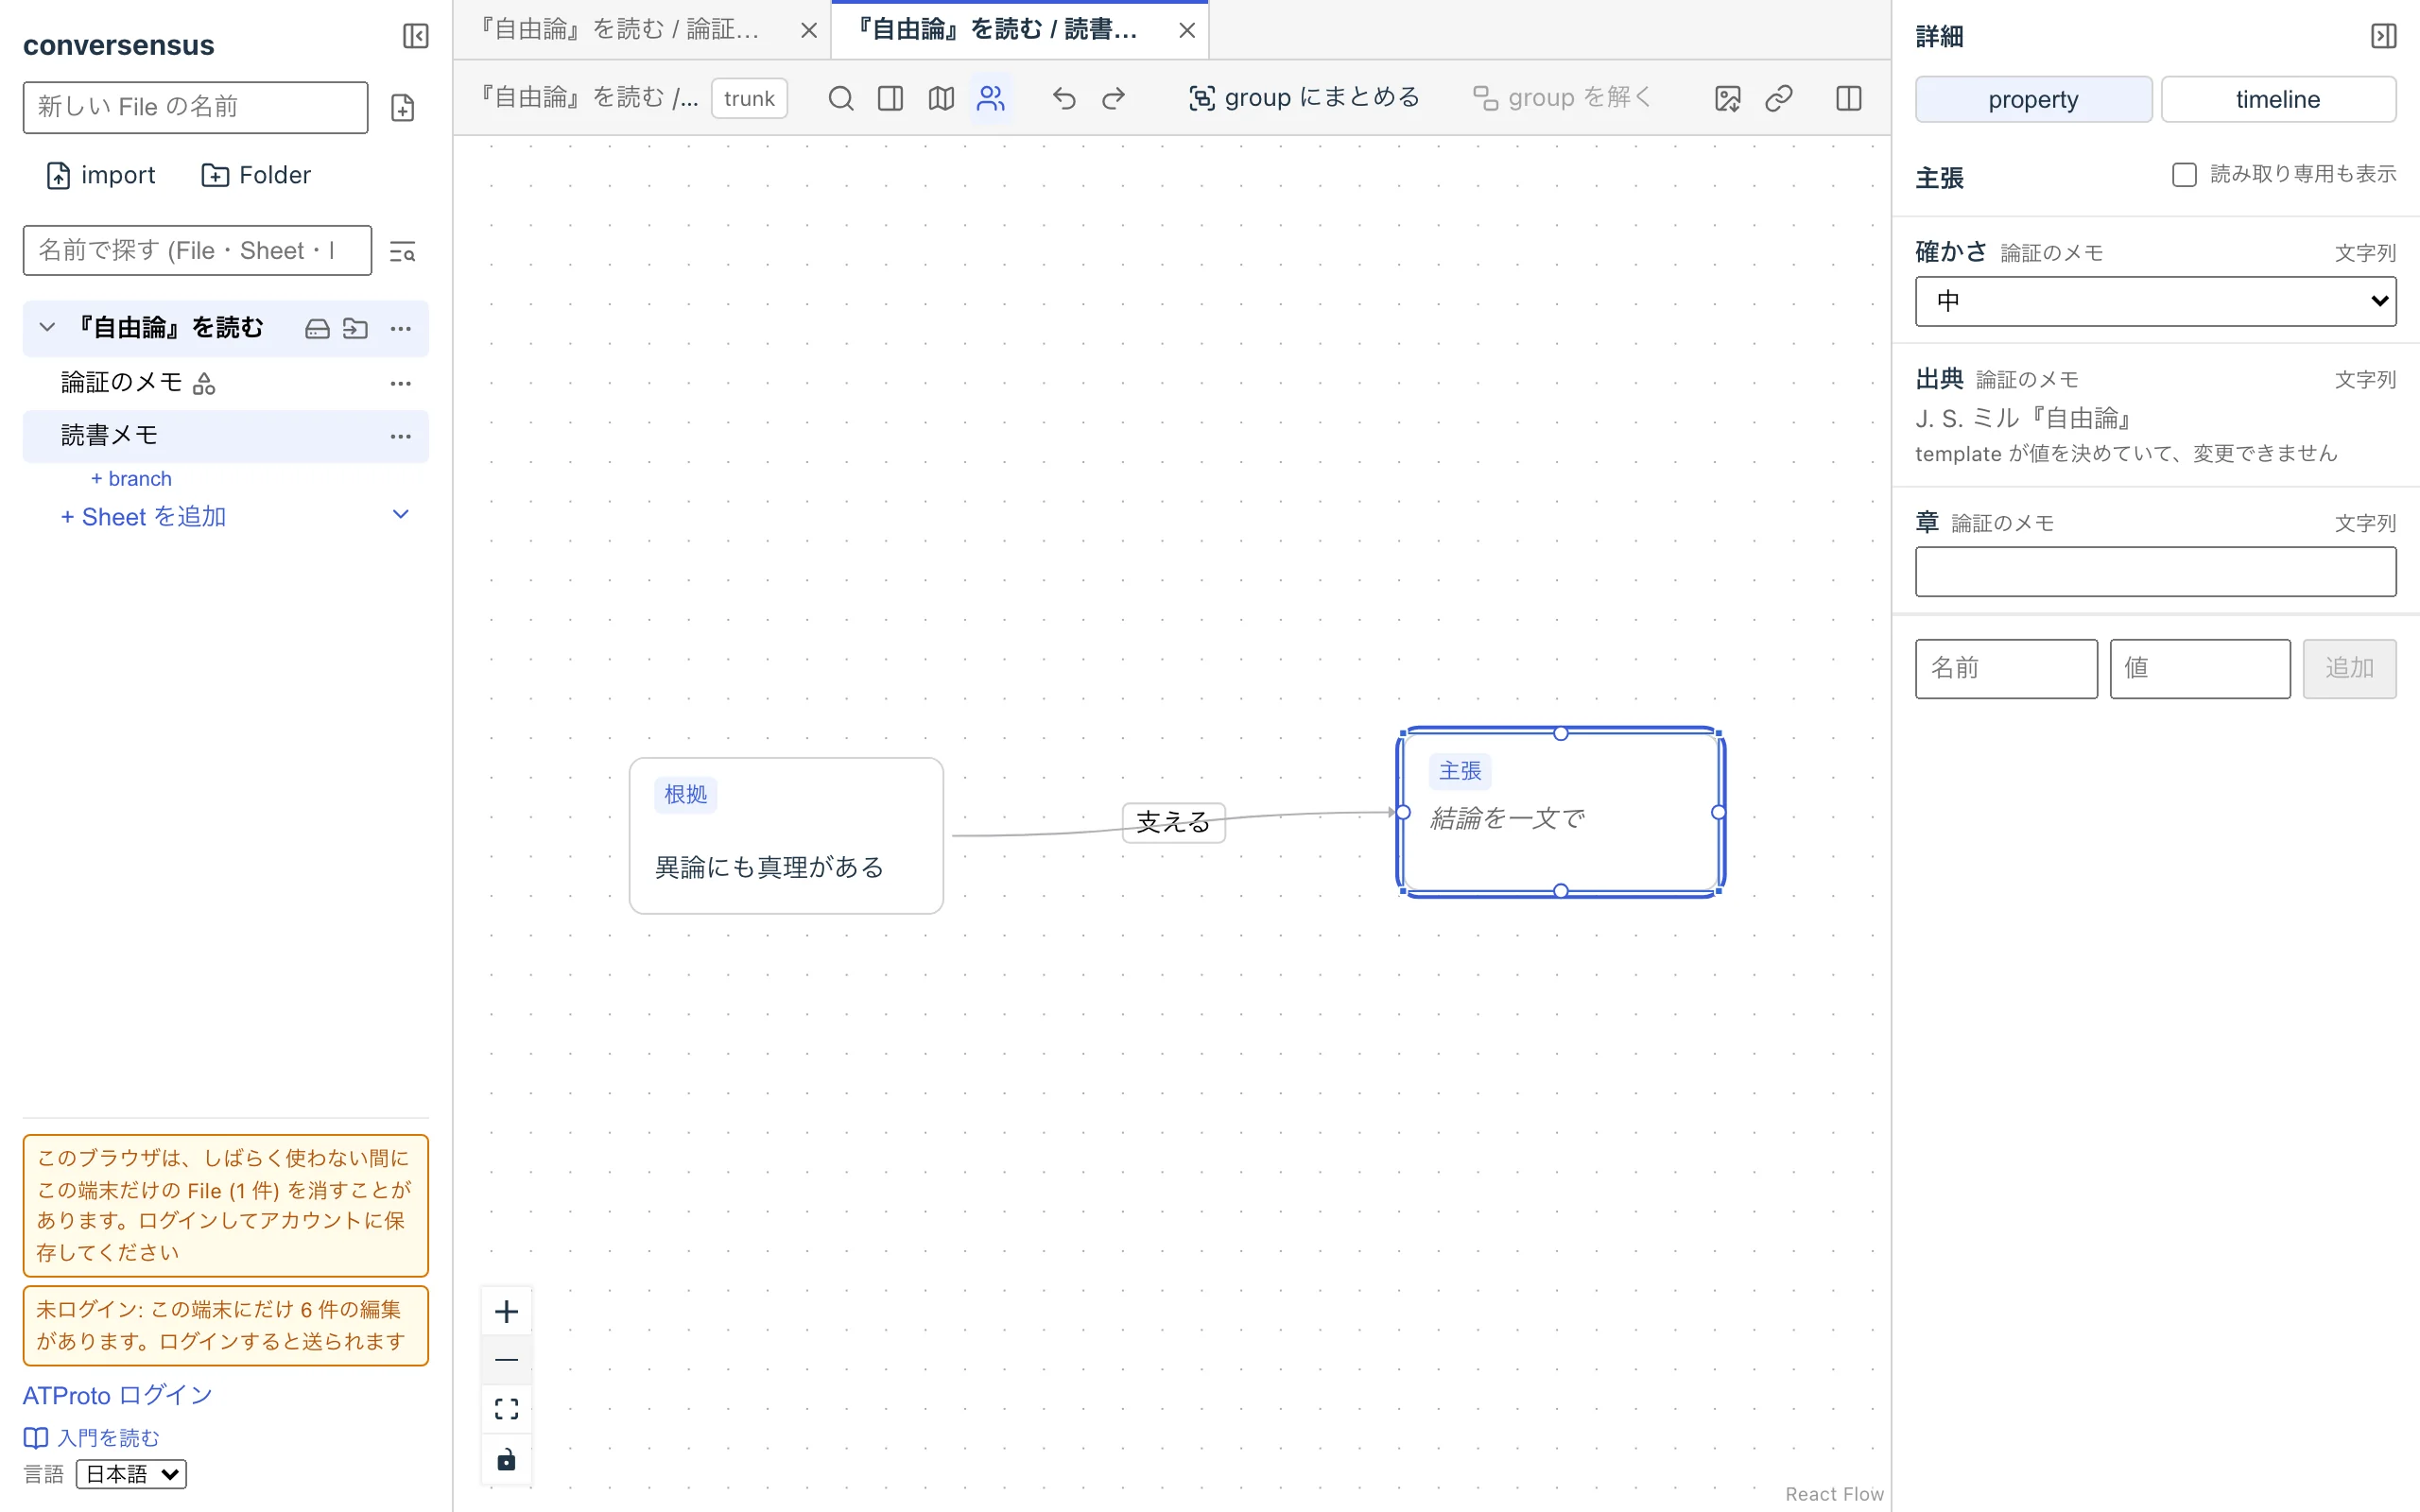 conversensus
新しい File の名前
import
Folder
名前で探す (File・Sheet・
『自由論』を読む
論証のメモ
読書メモ
+ branch
+ Sheet を追加
このブラウザは、しばらく使わない間に
この端末だけの File (1 件) を消すことが
あります。ログインしてアカウントに保
存してください
未ログイン: この端末にだけ 6 件の編集
があります。ログインすると送られます
ATProto ログイン
入門を読む
言語 日本語
『自由論』を読む / 論証...
『自由論』を読む / 読書...
『自由論』を読む /...
trunk
group にまとめる
group を解く
根拠
異論にも真理がある
支える
主張
結論を一文で
React Flow
詳細
property
timeline
主張
読み取り専用も表示
確かさ 論証のメモ 文字列
中
出典 論証のメモ 文字列
J. S. ミル『自由論』
template が値を決めていて、変更できません
章 論証のメモ 文字列
名前
値
追加